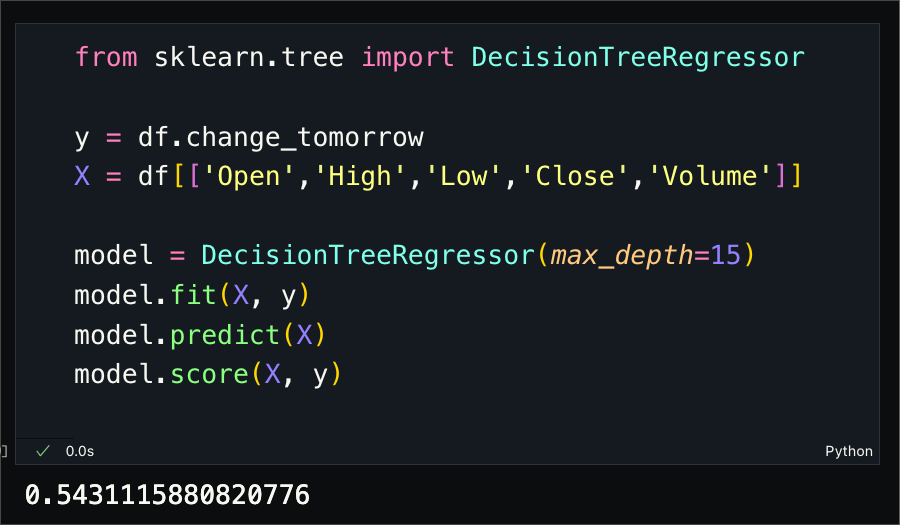 from sklearn.tree import DecisionTreeRegressor
y = df.change_tomorrow
X = df[['Open','High','Low','Close','Volume']]
model = DecisionTreeRegressor(max_depth=15)
model.fit(X, y)
model.predict(X)
model.score(X, y)
] ✓ 0.0s Python
0.5431115880820776